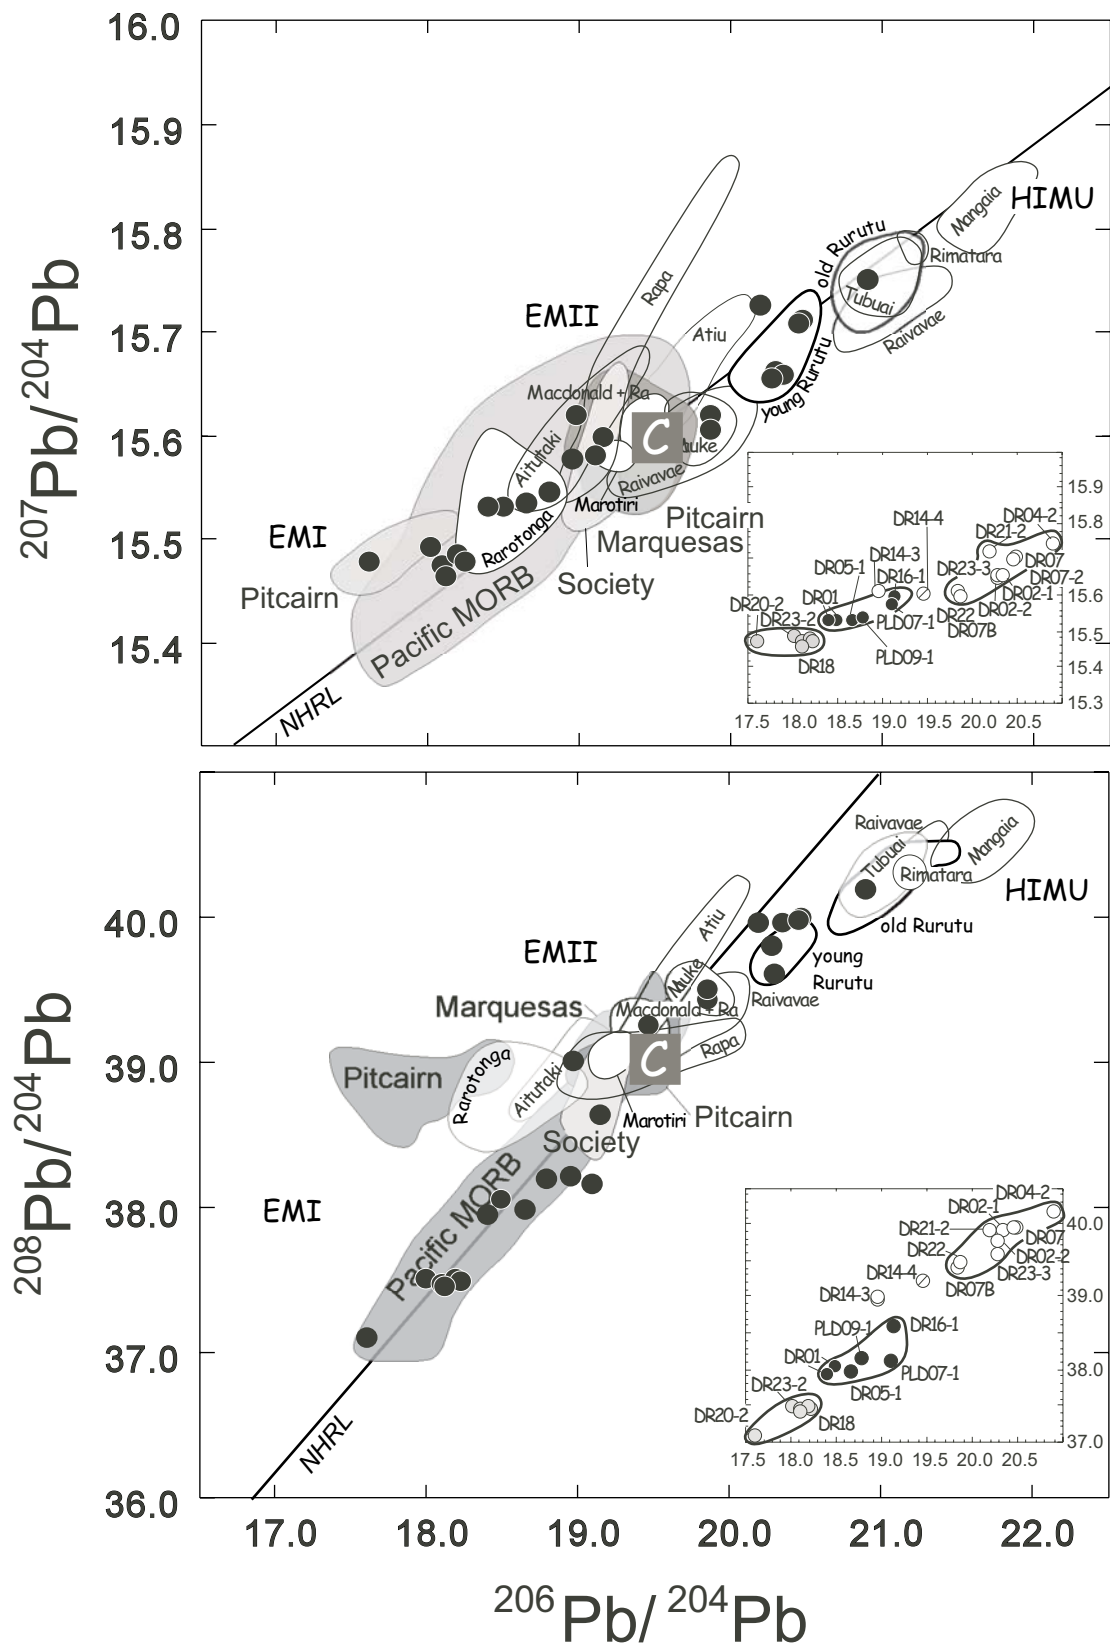 16.0
15.9
15.8
15.7
15.6
15.5
15.4
207Pb/204Pb
HIMU
Mangaia
old Rurutu
Rimatara
Tubuai
Raivavae
Rapa
EMII
Atiu
young Rurutu
Macdonald + Ra
C
Aitutaki
Raivavae
Marotiri
Rarotonga
EMI
Pitcairn
Marquesas
Society
Pitcairn
Pacific MORB
NHRL
15.9
15.8
15.6
15.5
15.4
15.3
17.5 18.0 18.5 19.0 19.5 20.0 20.5
DR14-4
DR04-2
DR21-2
DR14-3
DR07
DR05-1
DR16-1
DR23-3
DR07-2
DR20-2
DR01
DR02-1
DR23-2
DR22
DR02-2
PLD07-1
DR07B
DR18
PLD09-1
40.0
39.0
38.0
37.0
36.0
208Pb/204Pb
Raivavae
Tubuai
Mangaia
Rimatara
HIMU
old Rurutu
Atiu
EMII
young
Rurutu
Mauke
Raivavae
Marquesas
Macdonald + Ra
Rapa
C
Pitcairn
Rarotonga
Aitutaki
Marotiri
Pitcairn
Society
EMI
Pacific MORB
NHRL
DR04-2
DR02-1
DR21-2
40.0
DR07
DR22
DR02-2
DR14-4
DR23-3
DR14-3
DR07B
39.0
PLD09-1
DR16-1
DR01
38.0
PLD07-1
DR23-2
DR05-1
DR20-2
DR18
37.0
17.5 18.0 18.5 19.0 19.5 20.0 20.5
17.0 18.0 19.0 20.0 21.0 22.0
206Pb/ 204Pb